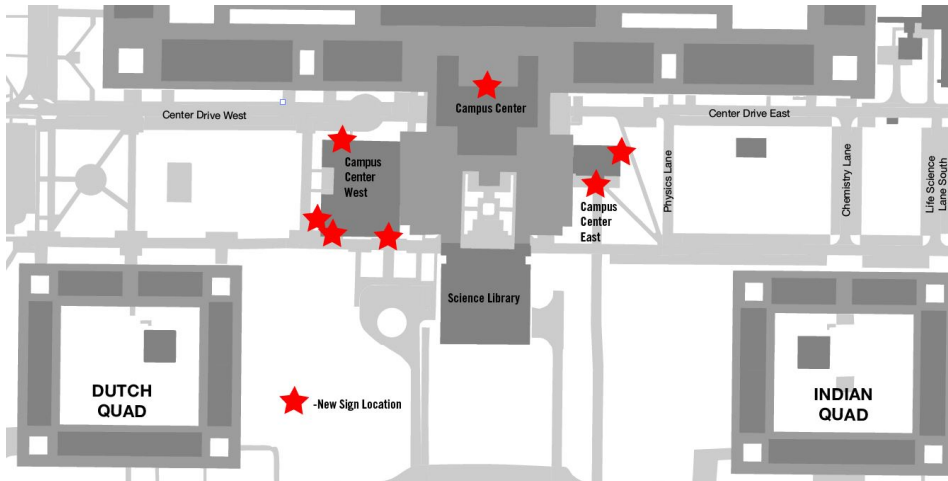 Campus Center
Center Drive West
Center Drive East
Campus
Center
West
Physics Lane
Chemistry Lane
Life Science
Lane South
Campus
Center
East
Science Library
DUTCH
QUAD
INDIAN
QUAD
-New Sign Location